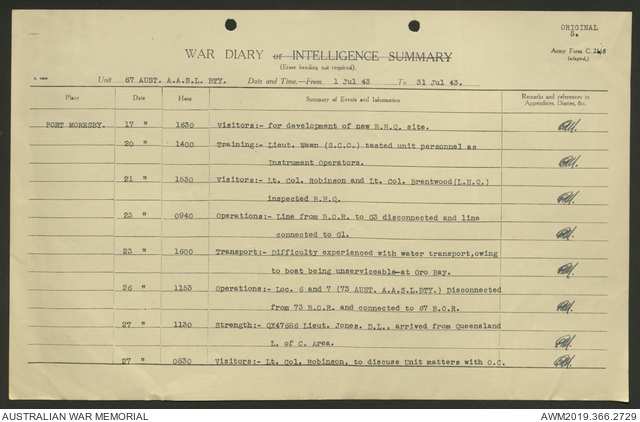 ORIGINAL
5.
WAR DIARY or INTELLIGENCE SUMMARY
(Erase heading not required).
Army Form C. 2118
(adapted.)
Unit 67 AUST. A.A.S.L. BTY. Date and Time.—From 1 Jul 43 To 31 Jul 43.
Place Date Hour Summary of Events and Information Remarks and references to
Appendices, Diaries, &c.
PORT MORESBY. 17 " 1630 Visitors:- for development of new B.H.Q. site.
20 " 1400 Training:- Lieut. Wawn (S.C.O.) tested unit personnel as
Instrument Operators.
21 " 1530 Visitors:- Lt. Col. Robinson and Lt. Col. Brentwood(L.H.Q.)
inspected B.H.Q.
23 " 0940 Operations:- Line from B.O.R. to G3 disconnected and line
connected to G1.
23 " 1600 Transport:- Difficulty experienced with water transport,owing
to boat being unserviceable at Oro Bay.
26 " 1153 Operations:- Loc. 6 and 7 (73 AUST. A.A.S.L.BTY.) Disconnected
from 73 B.O.R. and connected to 67 B.O.R.
27 " 1130 Strength:- QX47686 Lieut. Jones. D.L., arrived from Queensland
L. of C. Area.
27 " 0830 Visitors:- Lt. Col. Robinson, to discuss Unit matters with O.C.
AUSTRALIAN WAR MEMORIAL AWM2019.366.2729